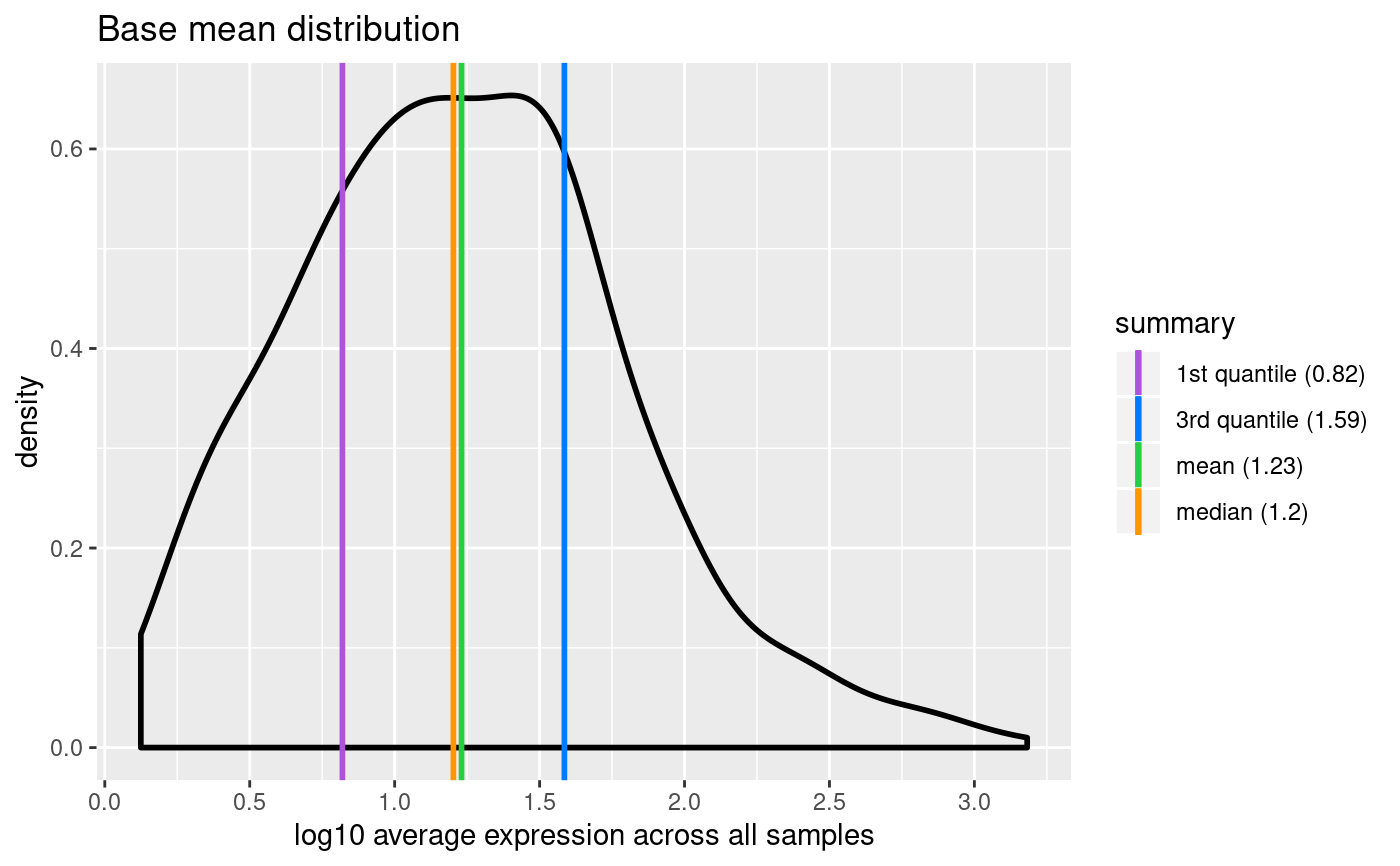 Base mean distribution
density
0.6
0.4
0.2
0.0
0.0 0.5 1.0 1.5 2.0 2.5 3.0
log10 average expression across all samples
summary
1st quantile (0.82)
3rd quantile (1.59)
mean (1.23)
median (1.2)